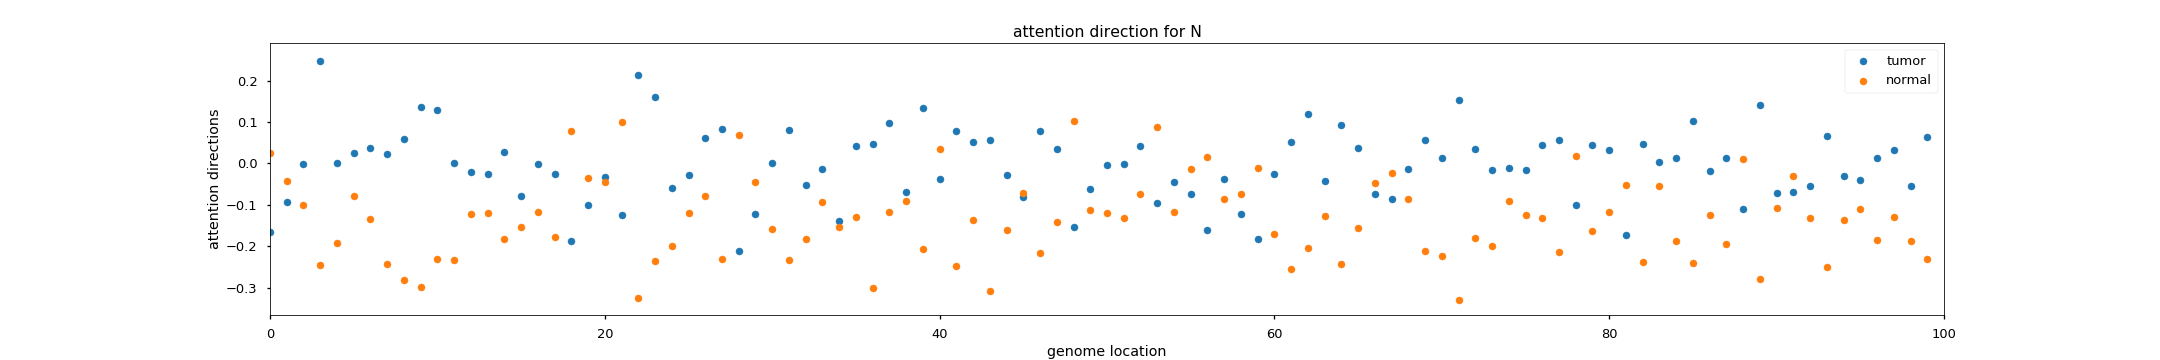 attention direction for N
tumor
normal
attention directions
0.2
0.1
0.0
−0.1
−0.2
−0.3
0 20 40 60 80 100
genome location